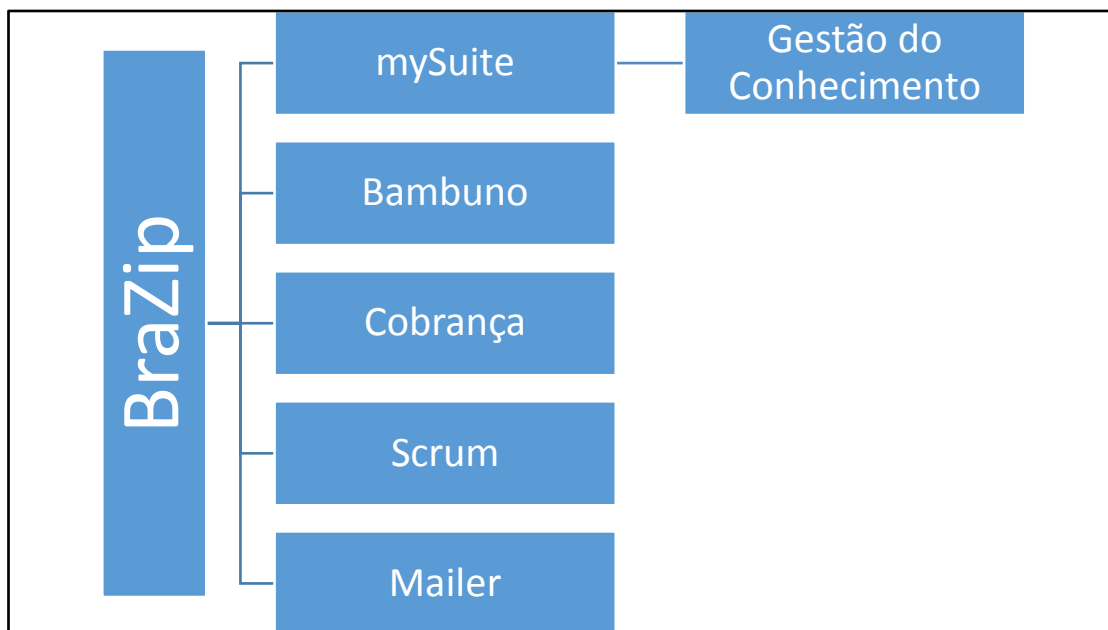 BraZip
mySuite
Gestão do
Conhecimento
Bambuno
Cobrança
Scrum
Mailer